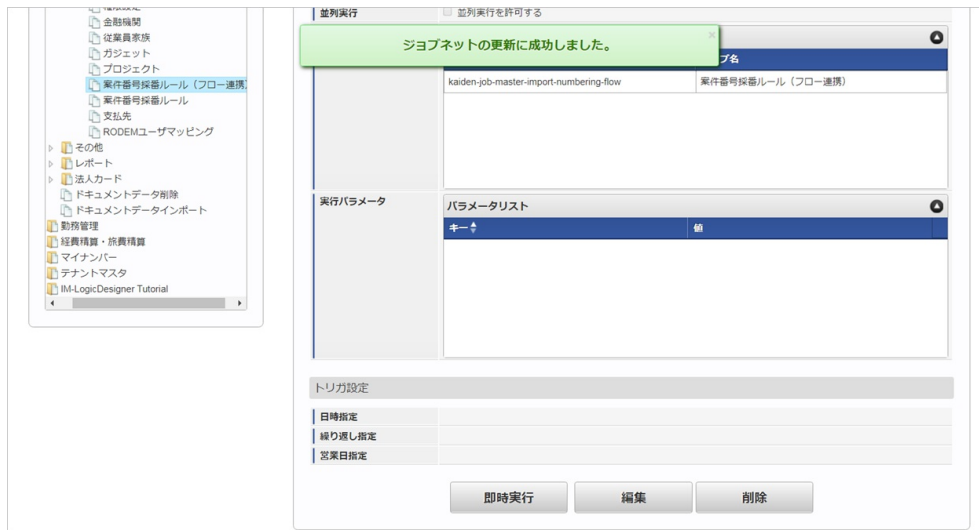 金融機関
従業員家族
ガジェット
プロジェクト
案件番号採番ルール（フロー連携
案件番号採番ルール
支払先
RODEMユーザマッピング
その他
レポート
法人カード
ドキュメントデータ削除
ドキュメントデータインポート
勤務管理
経費精算・旅費精算
マイナンバー
テナントマスタ
IM-LogicDesigner Tutorial
並列実行
並列実行を許可する
ジョブネットの更新に成功しました。
ブ名
kaiden-job-master-import-numbering-flow
案件番号採番ルール（フロー連携）
実行パラメータ
パラメータリスト
キー
値
トリガ設定
日時指定
繰り返し指定
営業日指定
即時実行
編集
削除